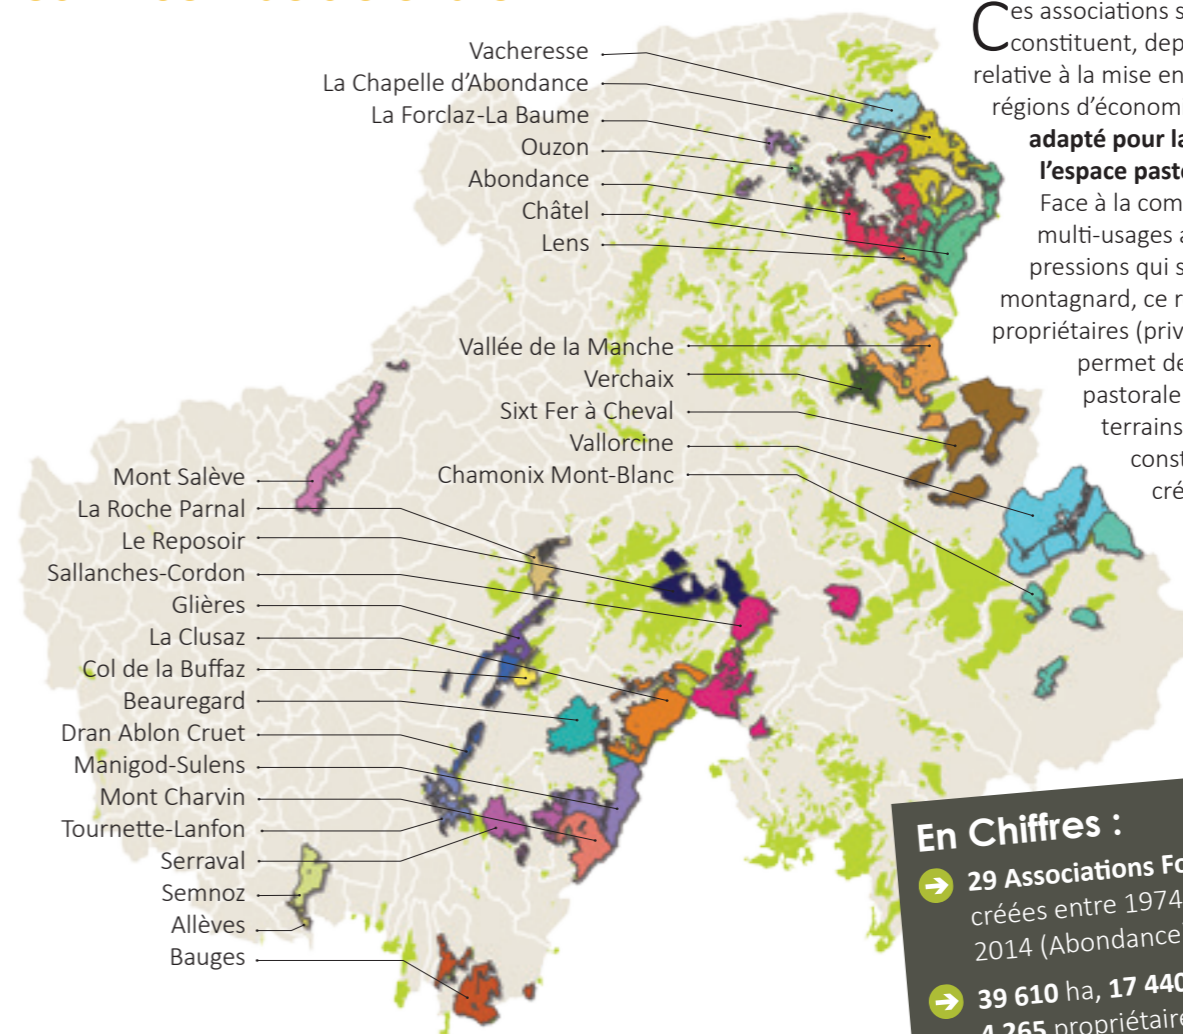 Vacheresse
La Chapelle d'Abondance
La Forclaz-La Baume
Ouzon
Abondance
Châtel
Lens
Vallée de la Manche
Verchaix
Sixt Fer à Cheval
Vallorcine
Chamonix Mont-Blanc
Mont Salève
La Roche Parnal
Le Reposoir
Sallanches-Cordon
Glières
La Clusaz
Col de la Buffaz
Beauregard
Dran Ablon Cruet
Manigod-Sulens
Mont Charvin
Tournette-Lanfon
Serraval
Semnoz
Allèves
Bauges
Ces associations s
constituent, dep
relative à la mise en
régions d'économ
adapté pour la
l'espace paste
Face à la com
multi-usages a
pressions qui s
montagnard, ce r
propriétaires (priv
permet de
pastorale
terrains
const
cré
En Chiffres :
29 Associations Fo
créées entre 1974
2014 (Abondance
39 610 ha, 17 440
4 265 propriétaire